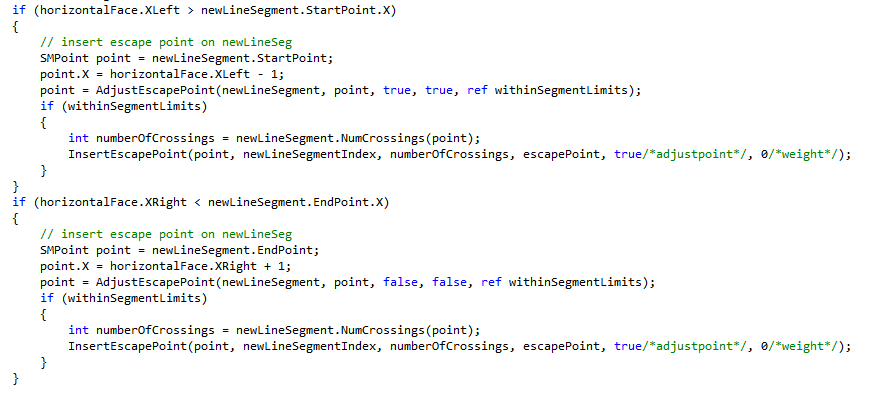 if (horizontalFace.XLeft > newLineSegment.StartPoint.X)
{
// insert escape point on newLineSeg
SMPoint point = newLineSegment.StartPoint;
point.X = horizontalFace.XLeft - 1;
point = AdjustEscapePoint(newLineSegment, point, true, true, ref withinSegmentLimits);
if (withinSegmentLimits)
{
int numberOfCrossings = newLineSegment.NumCrossings(point);
InsertEscapePoint(point, newLineSegmentIndex, numberOfCrossings, escapePoint, true/*adjustpoint*/, 0/*weight*/);
}
}
if (horizontalFace.XRight < newLineSegment.EndPoint.X)
{
// insert escape point on newLineSeg
SMPoint point = newLineSegment.EndPoint;
point.X = horizontalFace.XRight + 1;
point = AdjustEscapePoint(newLineSegment, point, false, false, ref withinSegmentLimits);
if (withinSegmentLimits)
{
int numberOfCrossings = newLineSegment.NumCrossings(point);
InsertEscapePoint(point, newLineSegmentIndex, numberOfCrossings, escapePoint, true/*adjustpoint*/, 0/*weight*/);
}
}